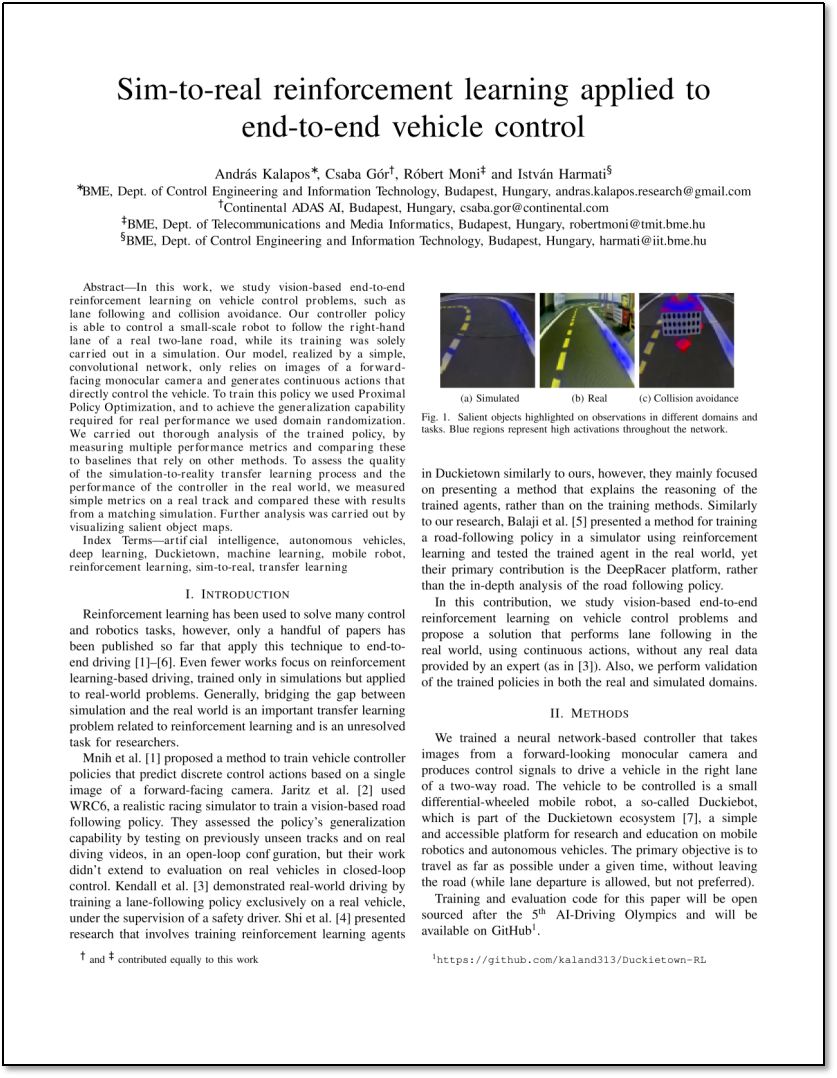 Sim-to-real reinforcement learning applied to
end-to-end vehicle control
András Kalapos*, Csaba Gór†, Róbert Moni‡ and István Harmati§
*BME, Dept. of Control Engineering and Information Technology, Budapest, Hungary, andras.kalapos.research@gmail.com
†Continental ADAS AI, Budapest, Hungary, csaba.gor@continental.com
‡BME, Dept. of Telecommunications and Media Informatics, Budapest, Hungary, robertmoni@tmit.bme.hu
§BME, Dept. of Control Engineering and Information Technology, Budapest, Hungary, harmati@iit.bme.hu
Abstract—In this work, we study vision-based end-to-end
reinforcement learning on vehicle control problems, such as
lane following and collision avoidance. Our controller policy
is able to control a small-scale robot to follow the right-hand
lane of a real two-lane road, while its training was solely
carried out in a simulation. Our model, realized by a simple,
convolutional network, only relies on images of a forward-
facing monocular camera and generates continuous actions that
directly control the vehicle. To train this policy we used Proximal
Policy Optimization, and to achieve the generalization capability
required for real performance we used domain randomization.
We carried out thorough analysis of the trained policy, by
measuring multiple performance metrics and comparing these
to baselines that rely on other methods. To assess the quality
of the simulation-to-reality transfer learning process and the
performance of the controller in the real world, we measured
simple metrics on a real track and compared these with results
from a matching simulation. Further analysis was carried out by
visualizing salient object maps.
Index Terms—artif cial intelligence, autonomous vehicles,
deep learning, Duckietown, machine learning, mobile robot,
reinforcement learning, sim-to-real, transfer learning
I. INTRODUCTION
Reinforcement learning has been used to solve many control
and robotics tasks, however, only a handful of papers has
been published so far that apply this technique to end-to-
end driving [1]–[6]. Even fewer works focus on reinforcement
learning-based driving, trained only in simulations but applied
to real-world problems. Generally, bridging the gap between
simulation and the real world is an important transfer learning
problem related to reinforcement learning and is an unresolved
task for researchers.
Mnih et al. [1] proposed a method to train vehicle controller
policies that predict discrete control actions based on a single
image of a forward-facing camera. Jaritz et al. [2] used
WRC6, a realistic racing simulator to train a vision-based road
following policy. They assessed the policy's generalization
capability by testing on previously unseen tracks and on real
diving videos, in an open-loop conf guration, but their work
didn't extend to evaluation on real vehicles in closed-loop
control. Kendall et al. [3] demonstrated real-world driving by
training a lane-following policy exclusively on a real vehicle,
under the supervision of a safety driver. Shi et al. [4] presented
research that involves training reinforcement learning agents
† and ‡ contributed equally to this work
(a) Simulated (b) Real (c) Collision avoidance
Fig. 1. Salient objects highlighted on observations in different domains and
tasks. Blue regions represent high activations throughout the network.
in Duckietown similarly to ours, however, they mainly focused
on presenting a method that explains the reasoning of the
trained agents, rather than on the training methods. Similarly
to our research, Balaji et al. [5] presented a method for training
a road-following policy in a simulator using reinforcement
learning and tested the trained agent in the real world, yet
their primary contribution is the DeepRacer platform, rather
than the in-depth analysis of the road following policy.
In this contribution, we study vision-based end-to-end
reinforcement learning on vehicle control problems and
propose a solution that performs lane following in the
real world, using continuous actions, without any real data
provided by an expert (as in [3]). Also, we perform validation
of the trained policies in both the real and simulated domains.
II. METHODS
We trained a neural network-based controller that takes
images from a forward-looking monocular camera and
produces control signals to drive a vehicle in the right lane
of a two-way road. The vehicle to be controlled is a small
differential-wheeled mobile robot, a so-called Duckiebot,
which is part of the Duckietown ecosystem [7], a simple
and accessible platform for research and education on mobile
robotics and autonomous vehicles. The primary objective is to
travel as far as possible under a given time, without leaving
the road (while lane departure is allowed, but not preferred).
Training and evaluation code for this paper will be open
sourced after the 5th AI-Driving Olympics and will be
available on GitHub1.
1https://github.com/kaland313/Duckietown-RL